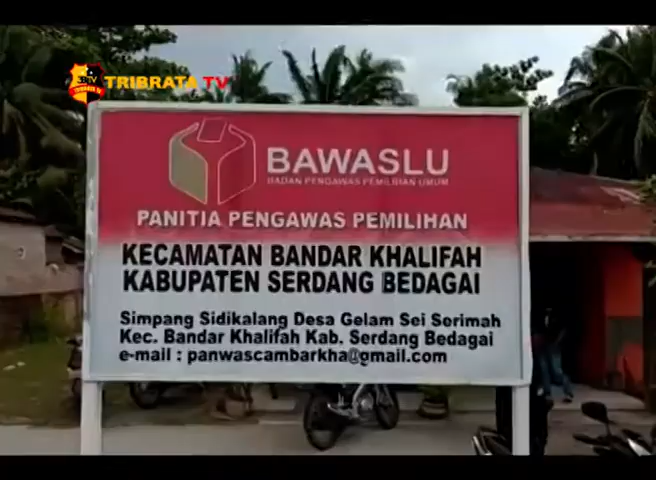 TRIBRATA TV
BAWASLU
BADAN PENGAWAS PEMILIHAN UMUM
PANITIA PENGAWAS PEMILIHAN
KECAMATAN BANDAR KHALIFAH
KABUPATEN SERDANG BEDAGAI
Simpang Sidikalang Desa Gelam Sei Serimah
Kec. Bandar Khalifah Kab. Serdang Bedagai
e-mail : panwascambarkha@gmail.com